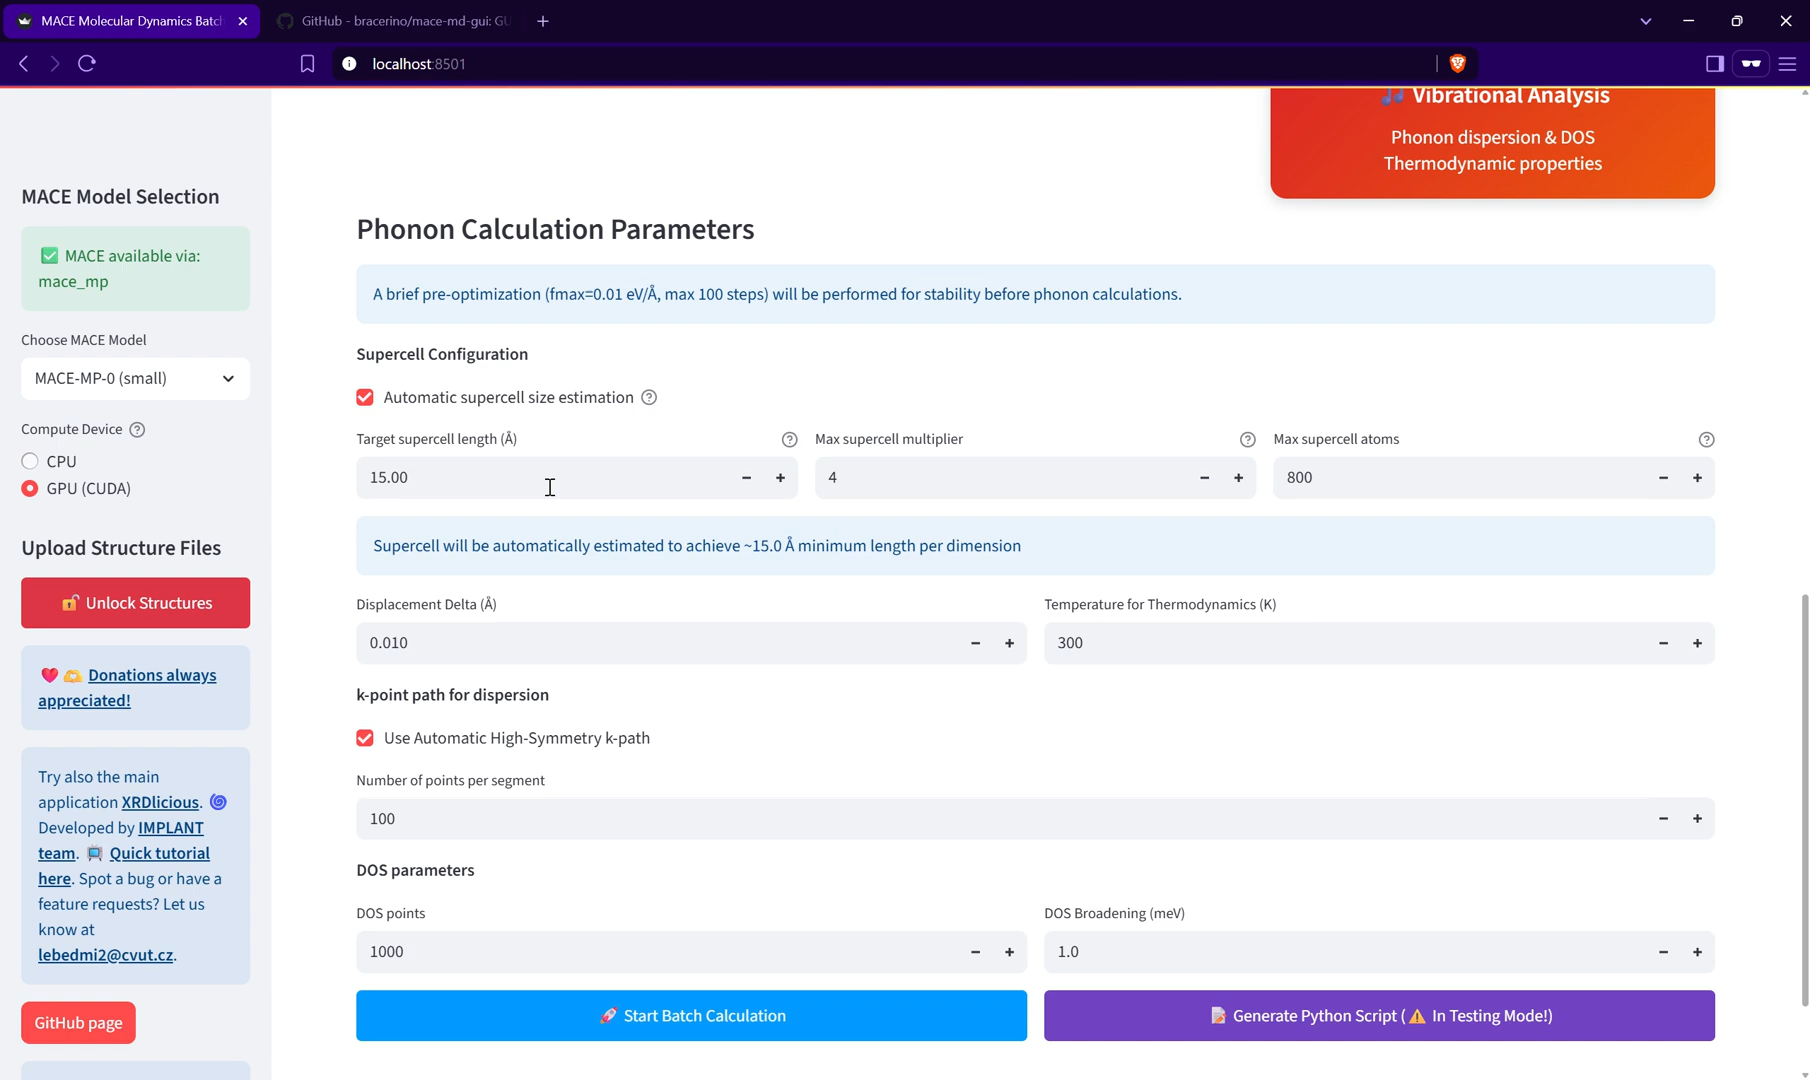 MACE Molecular Dynamics Batch
GitHub - bracerino/mace-md-gui: GU
localhost:8501
MACE Model Selection
✅ MACE available via:
mace_mp
Choose MACE Model
MACE-MP-0 (small)
Compute Device
CPU
GPU (CUDA)
Upload Structure Files
🔓 Unlock Structures
❤️ 🫶 Donations always
appreciated!
Try also the main
application XRDlicious. 🌀
Developed by IMPLANT
team. 📺 Quick tutorial
here. Spot a bug or have a
feature requests? Let us
know at
lebedmi2@cvut.cz.
GitHub page
🎵 Vibrational Analysis
Phonon dispersion & DOS
Thermodynamic properties
Phonon Calculation Parameters
A brief pre-optimization (fmax=0.01 eV/Å, max 100 steps) will be performed for stability before phonon calculations.
Supercell Configuration
Automatic supercell size estimation
Target supercell length (Å)
Max supercell multiplier
Max supercell atoms
15.00
4
800
Supercell will be automatically estimated to achieve ~15.0 Å minimum length per dimension
Displacement Delta (Å)
Temperature for Thermodynamics (K)
0.010
300
k-point path for dispersion
Use Automatic High-Symmetry k-path
Number of points per segment
100
DOS parameters
DOS points
DOS Broadening (meV)
1000
1.0
🚀 Start Batch Calculation
📝 Generate Python Script (⚠️ In Testing Mode!)